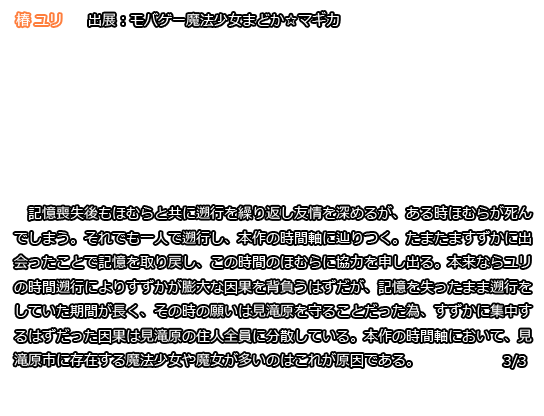 椿 ユリ　出展：モバゲー魔法少女まどか☆マギカ
記憶喪失後もほむらと共に遡行を繰り返し友情を深めるが、ある時ほむらが死ん
でしまう。それでも一人で遡行し、本作の時間軸に辿りつく。たまたますずかに出
会ったことで記憶を取り戻し、この時間のほむらに協力を申し出る。本来ならユリ
の時間遡行によりすずかが膨大な因果を背負うはずだが、記憶を失ったまま遡行を
していた期間が長く、その時の願いは見滝原を守ることだった為、すずかに集中す
るはずだった因果は見滝原の住人全員に分散している。本作の時間軸において、見
滝原市に存在する魔法少女や魔女が多いのはこれが原因である。
3/3